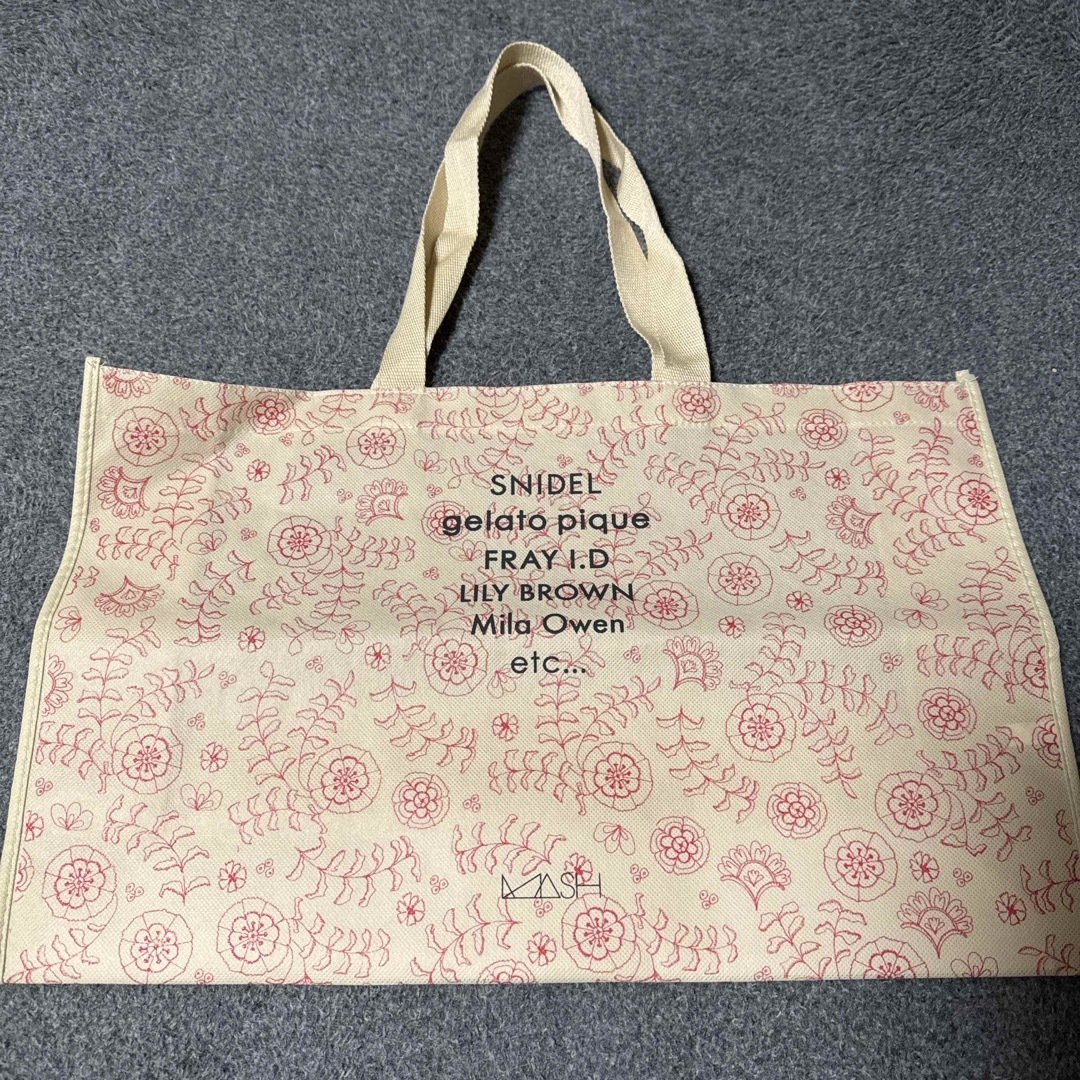 SNIDEL
gelato pique
FRAY I.D
LILY BROWN
Mila Owen
etc...
MASH